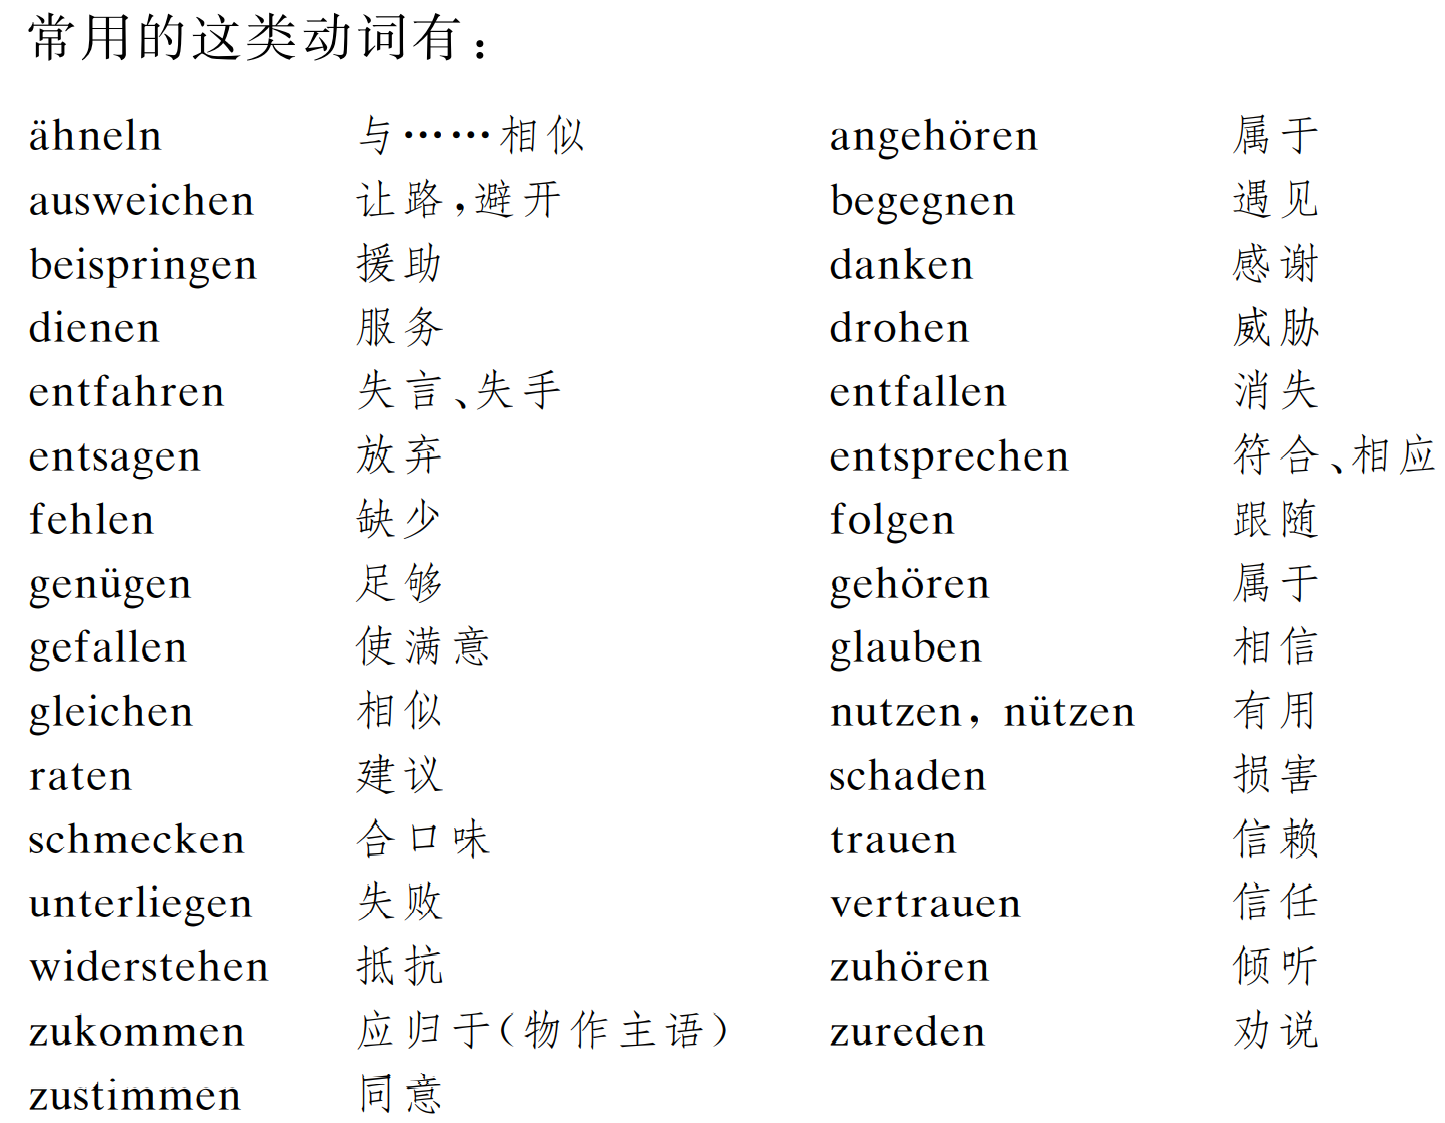 常用的这类动词有：
ähneln 与……相似 angehören 属于
ausweichen 让路，避开 begegnen 遇见
beispringen 援助 danken 感谢
dienen 服务 drohen 威胁
entfahren 失言、失手 entfallen 消失
entsagen 放弃 entsprechen 符合、相应
fehlen 缺少 folgen 跟随
genügen 足够 gehören 属于
gefallen 使满意 glauben 相信
gleichen 相似 nutzen，nützen 有用
raten 建议 schaden 损害
schmecken 合口味 trauen 信赖
unterliegen 失败 vertrauen 信任
widerstehen 抵抗 zuhören 倾听
zukommen 应归于（物作主语） zureden 劝说
zustimmen 同意